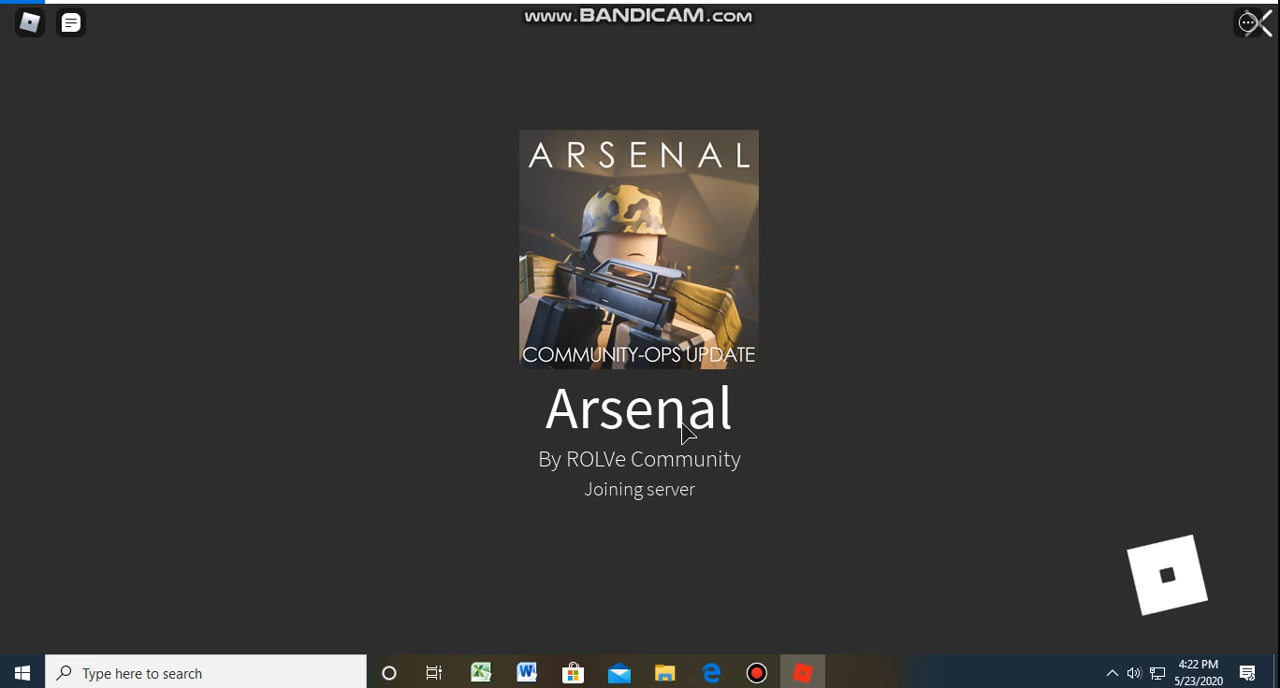 www.BANDICAM.com
ARSENAL
COMMUNITY-OPS UPDATE
Arsenal
By ROLVe Community
Joining server
Type here to search
4:22 PM
5/23/2020